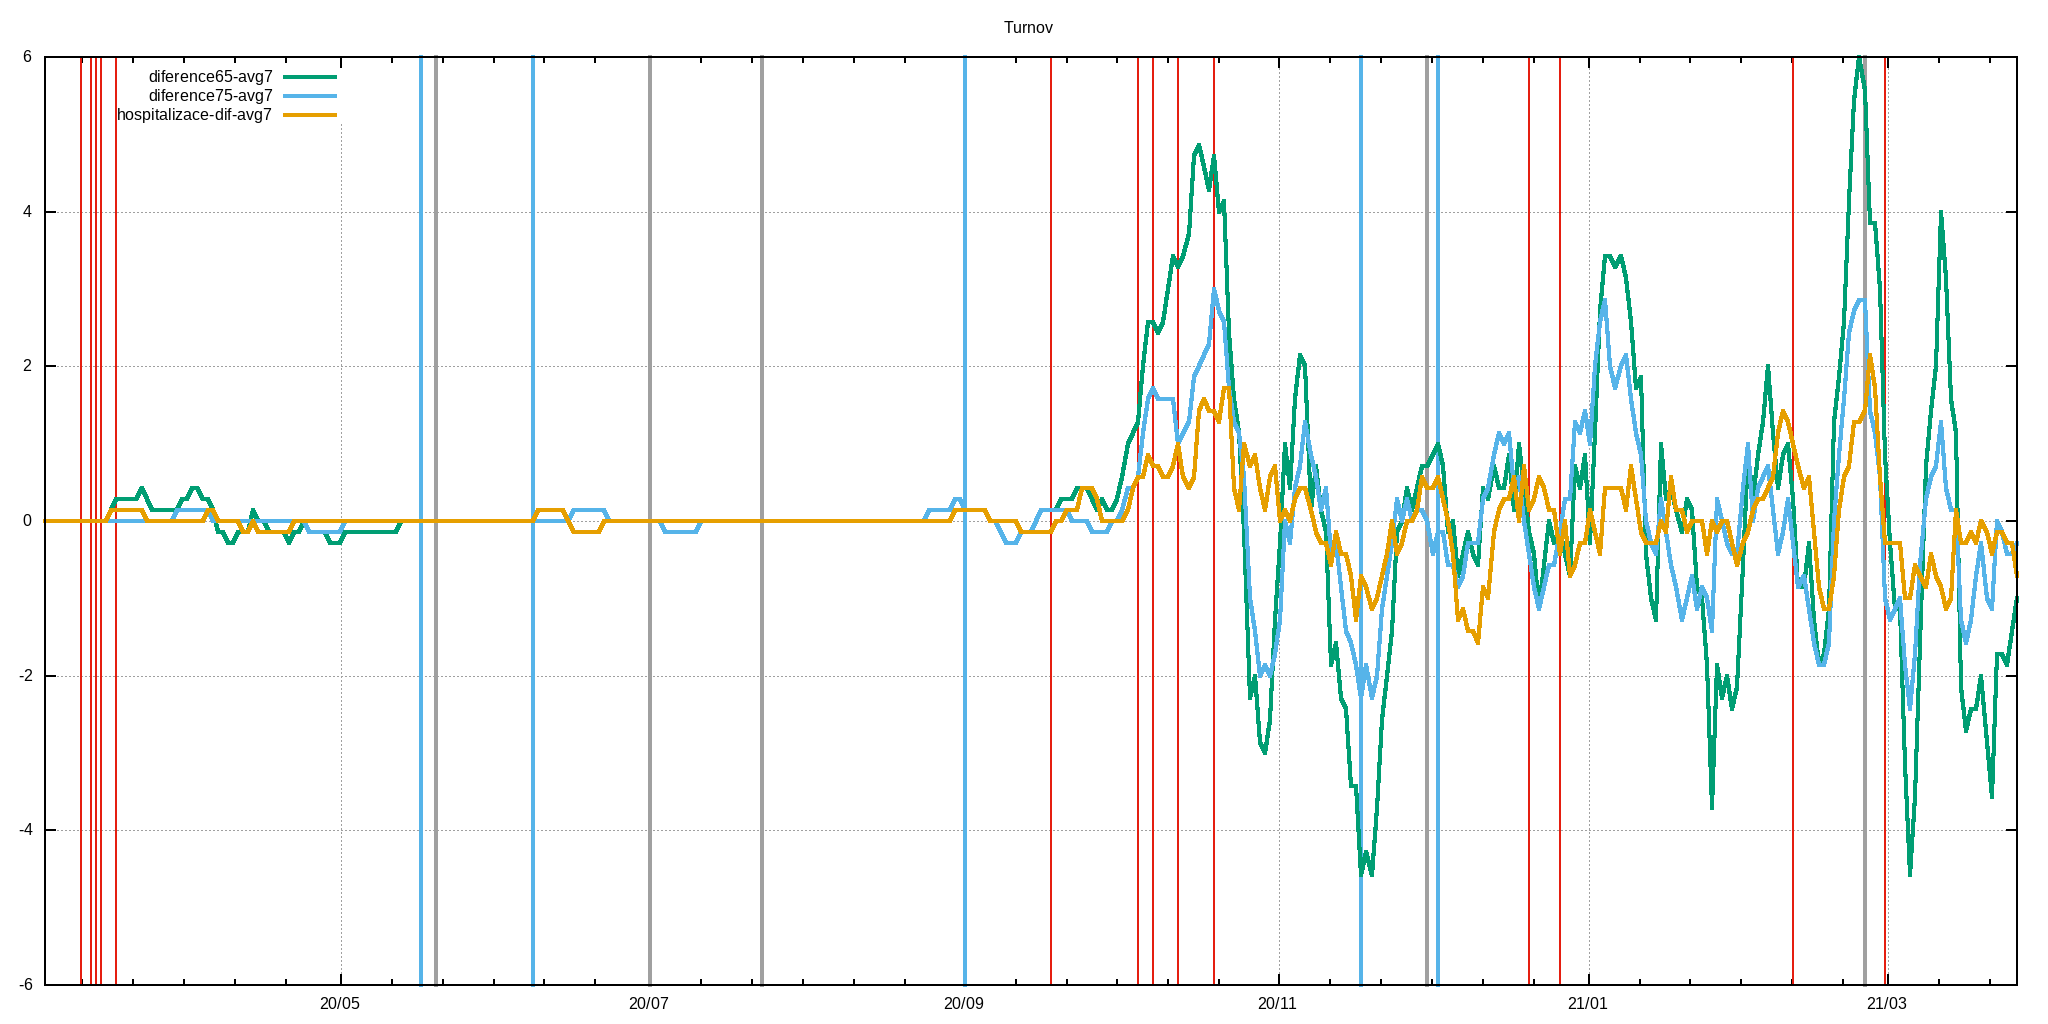 Turnov
6
diference65-avg7
diference75-avg7
hospitalizace-dif-avg7
4
2
0
-2
-4
-6
20/05 20/07 20/09 20/11 21/01 21/03